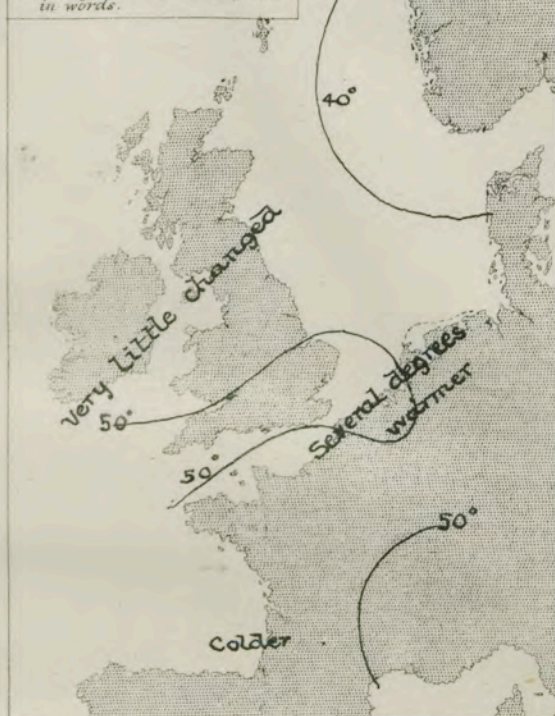 in words.
40°
Very little changed
50°
Several degrees
warmer
50°
50°
Colder